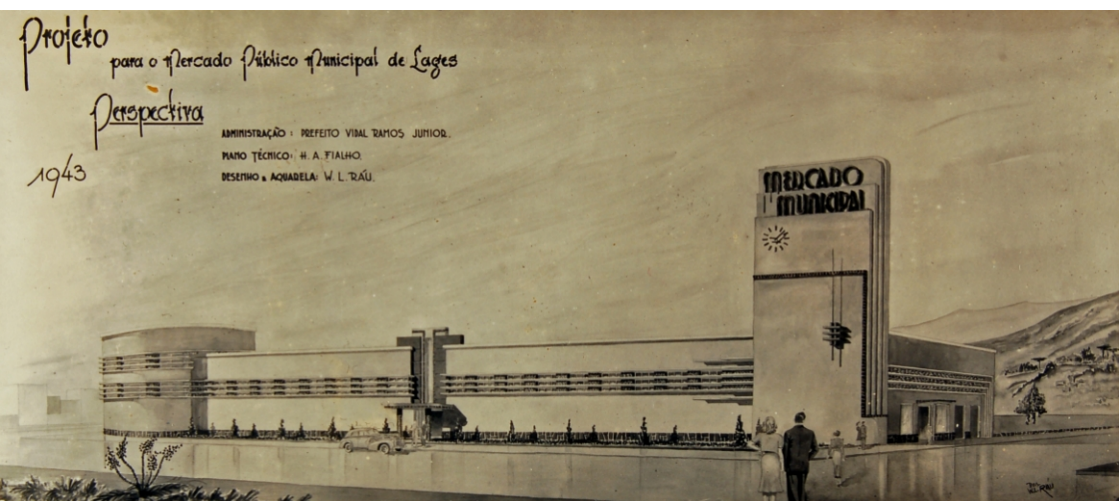 Projeto
para o Mercado Público Municipal de Lages
Perspectiva
1943
ADMINISTRAÇÃO: PREFEITO VIDAL RAMOS JUNIOR.
PLANO TÉCNICO: H. A. FIALHO.
DESENHO E AQUARELA: W. L. RAU.
MERCADO
MUNICIPAL